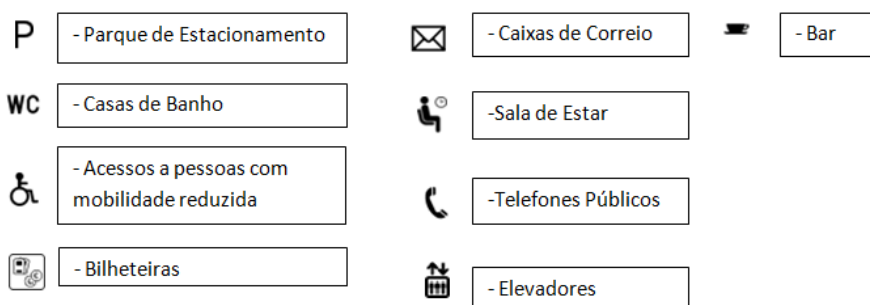 P - Parque de Estacionamento
WC - Casas de Banho
- Acessos a pessoas com
mobilidade reduzida
- Bilheteiras
- Caixas de Correio
-Sala de Estar
-Telefones Públicos
- Elevadores
- Bar